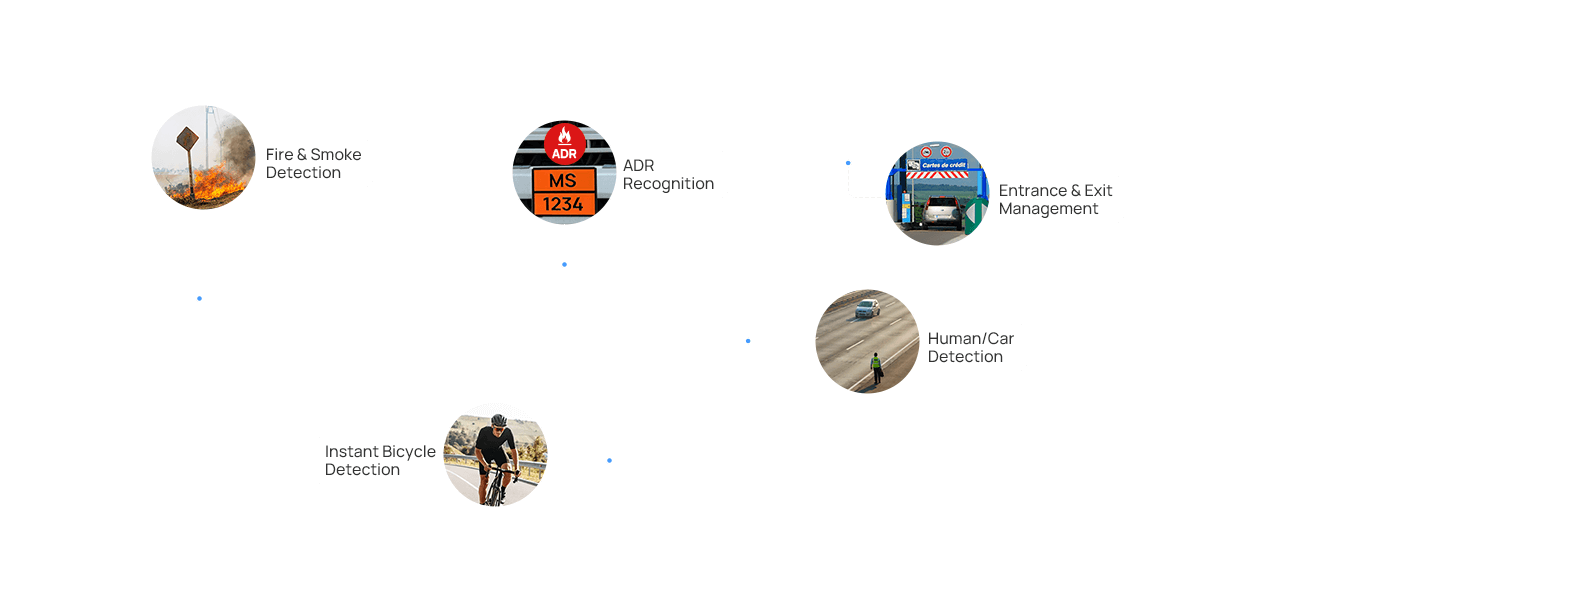 Fire & Smoke
Detection
ADR
MS
1234
ADR
Recognition
Cartes de crédit
Entrance & Exit
Management
Human/Car
Detection
Instant Bicycle
Detection